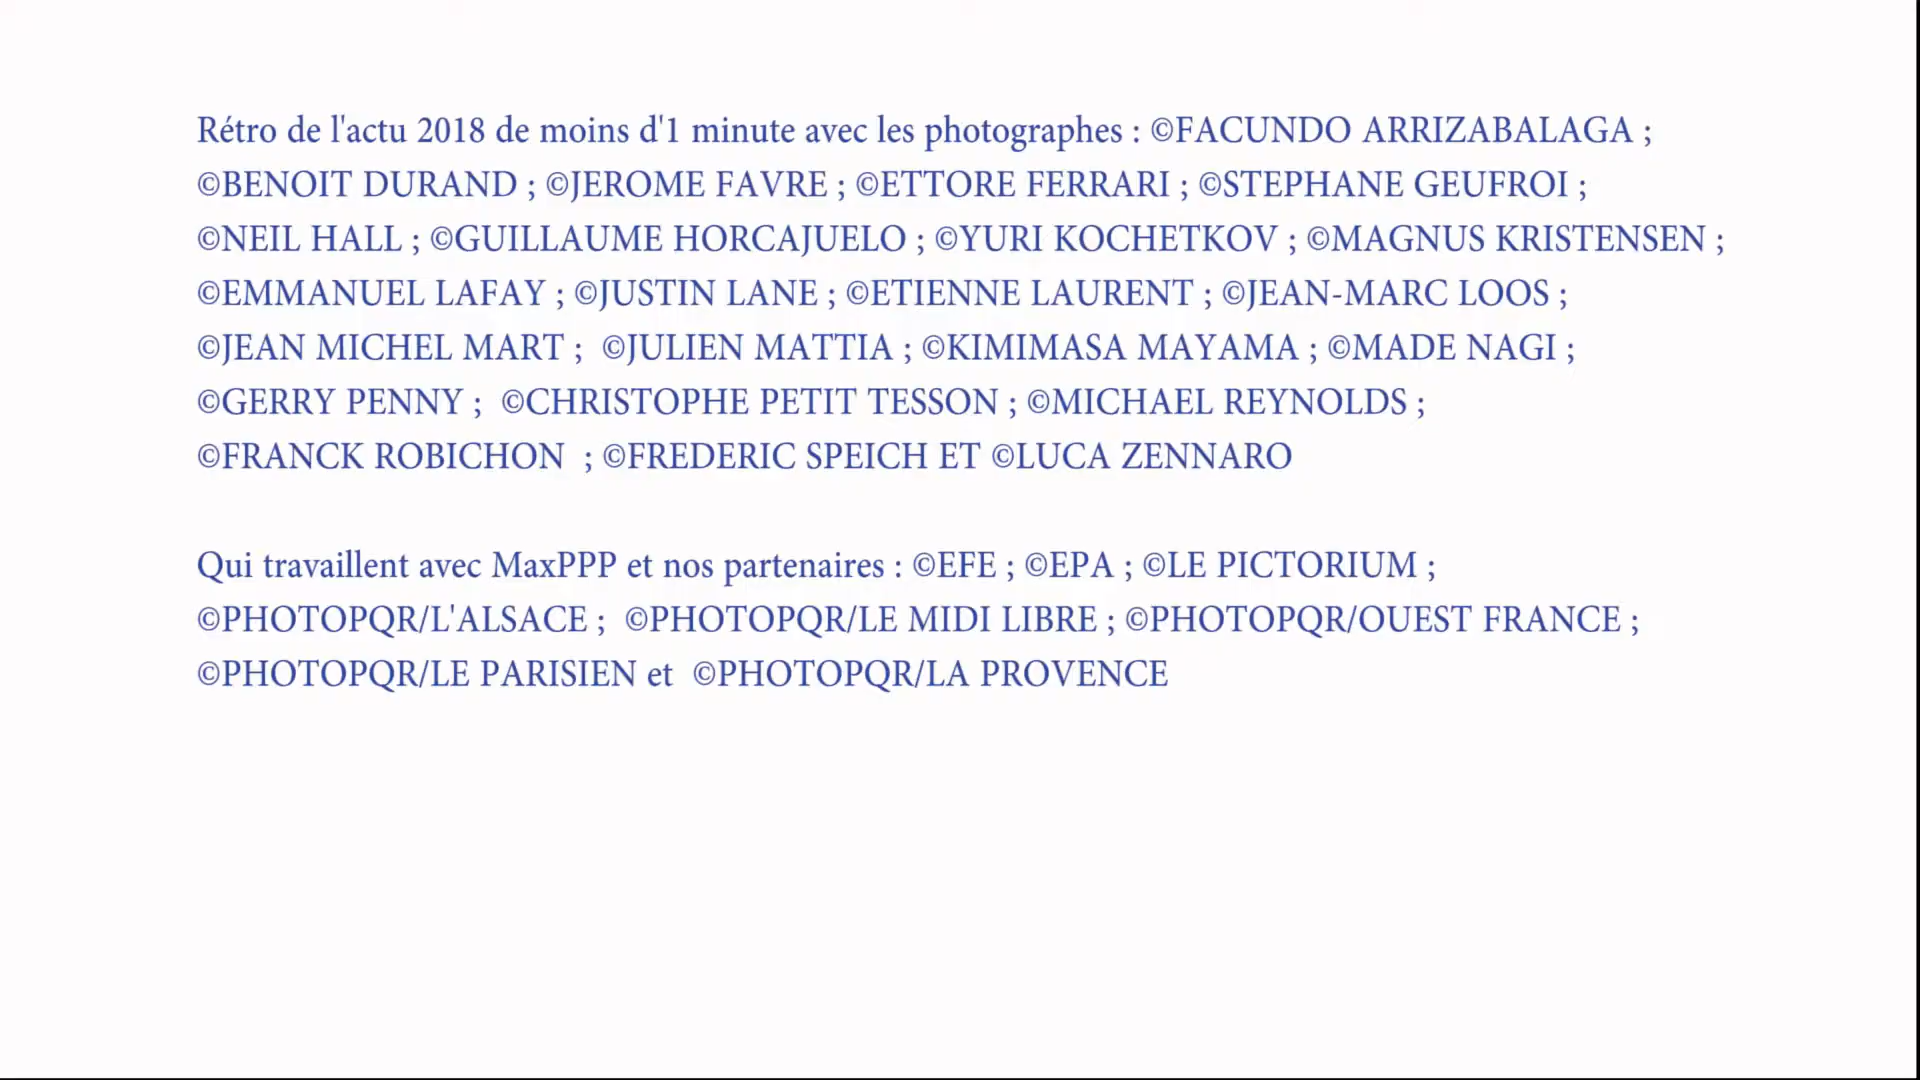 Rétro de l'actu 2018 de moins d'1 minute avec les photographes : ©FACUNDO ARRIZABALAGA ;
©BENOIT DURAND ; ©JEROME FAVRE ; ©ETTORE FERRARI ; ©STEPHANE GEUFROI ;
©NEIL HALL ; ©GUILLAUME HORCAJUELO ; ©YURI KOCHETKOV ; ©MAGNUS KRISTENSEN ;
©EMMANUEL LAFAY ; ©JUSTIN LANE ; ©ETIENNE LAURENT ; ©JEAN-MARC LOOS ;
©JEAN MICHEL MART ;  ©JULIEN MATTIA ; ©KIMIMASA MAYAMA ; ©MADE NAGI ;
©GERRY PENNY ;  ©CHRISTOPHE PETIT TESSON ; ©MICHAEL REYNOLDS ;
©FRANCK ROBICHON  ; ©FREDERIC SPEICH ET ©LUCA ZENNARO
Qui travaillent avec MaxPPP et nos partenaires : ©EFE ; ©EPA ; ©LE PICTORIUM ;
©PHOTOPQR/L'ALSACE ;  ©PHOTOPQR/LE MIDI LIBRE ; ©PHOTOPQR/OUEST FRANCE ;
©PHOTOPQR/LE PARISIEN et  ©PHOTOPQR/LA PROVENCE